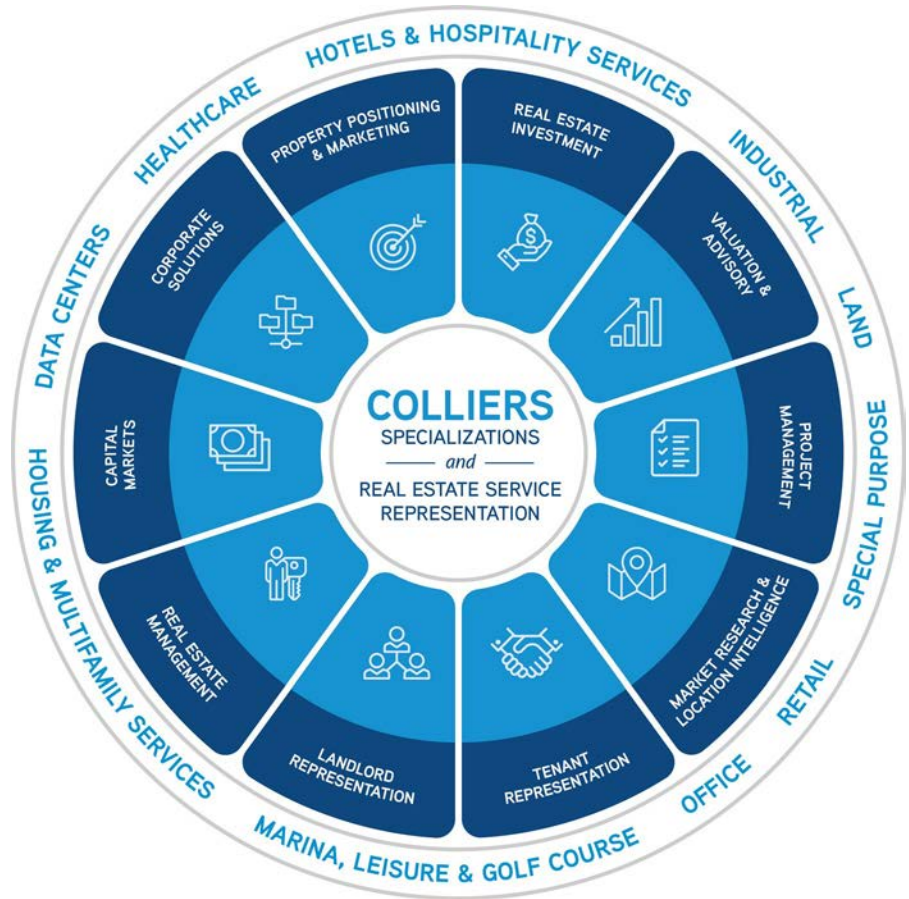 COLLIERS
SPECIALIZATIONS
and
REAL ESTATE SERVICE
REPRESENTATION
PROPERTY POSITIONING
& MARKETING
REAL ESTATE
INVESTMENT
VALUATION &
ADVISORY
PROJECT
MANAGEMENT
MARKET RESEARCH &
LOCATION INTELLIGENCE
TENANT
REPRESENTATION
LANDLORD
REPRESENTATION
REAL ESTATE
MANAGEMENT
CAPITAL
MARKETS
CORPORATE
SOLUTIONS
$
HOTELS & HOSPITALITY SERVICES
INDUSTRIAL
LAND
SPECIAL PURPOSE
RETAIL
OFFICE
MARINA, LEISURE & GOLF COURSE
HOUSING & MULTIFAMILY SERVICES
DATA CENTERS
HEALTHCARE